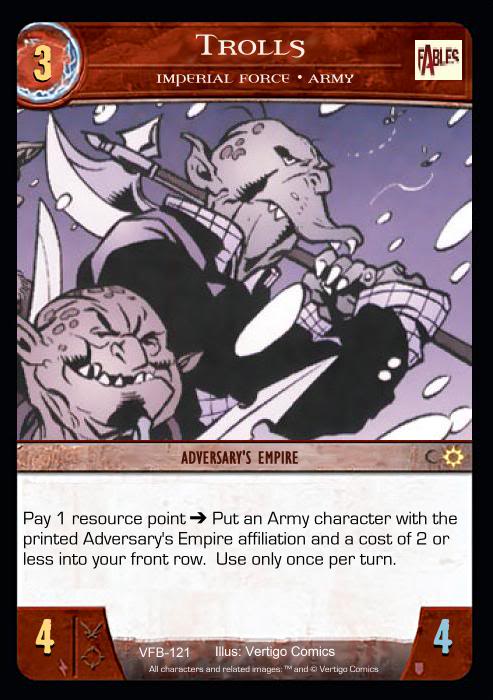 3
TROLLS
FABLES
IMPERIAL FORCE • ARMY
ADVERSARY'S EMPIRE
C
Pay 1 resource point ➔ Put an Army character with the
printed Adversary's Empire affiliation and a cost of 2 or
less into your front row. Use only once per turn.
4
4
VFB-121 Illus: Vertigo Comics
All characters and related images: ™ and © Vertigo Comics